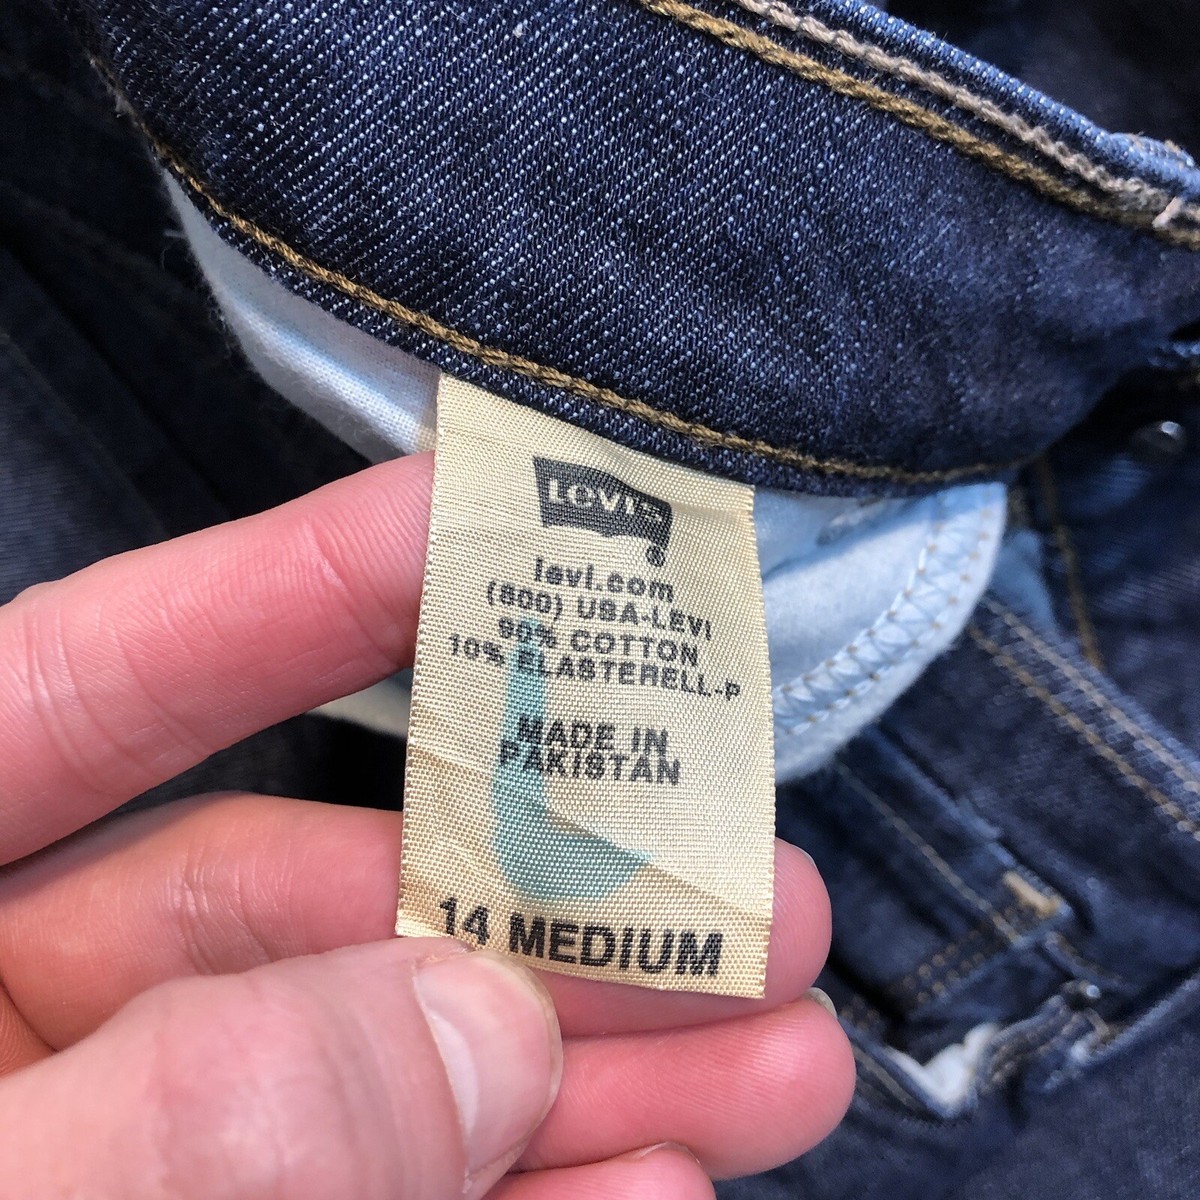 Levi's
levi.com
(800) USA-LEVI
90% COTTON
10% ELASTERELL-P
MADE IN
PAKISTAN
14 MEDIUM